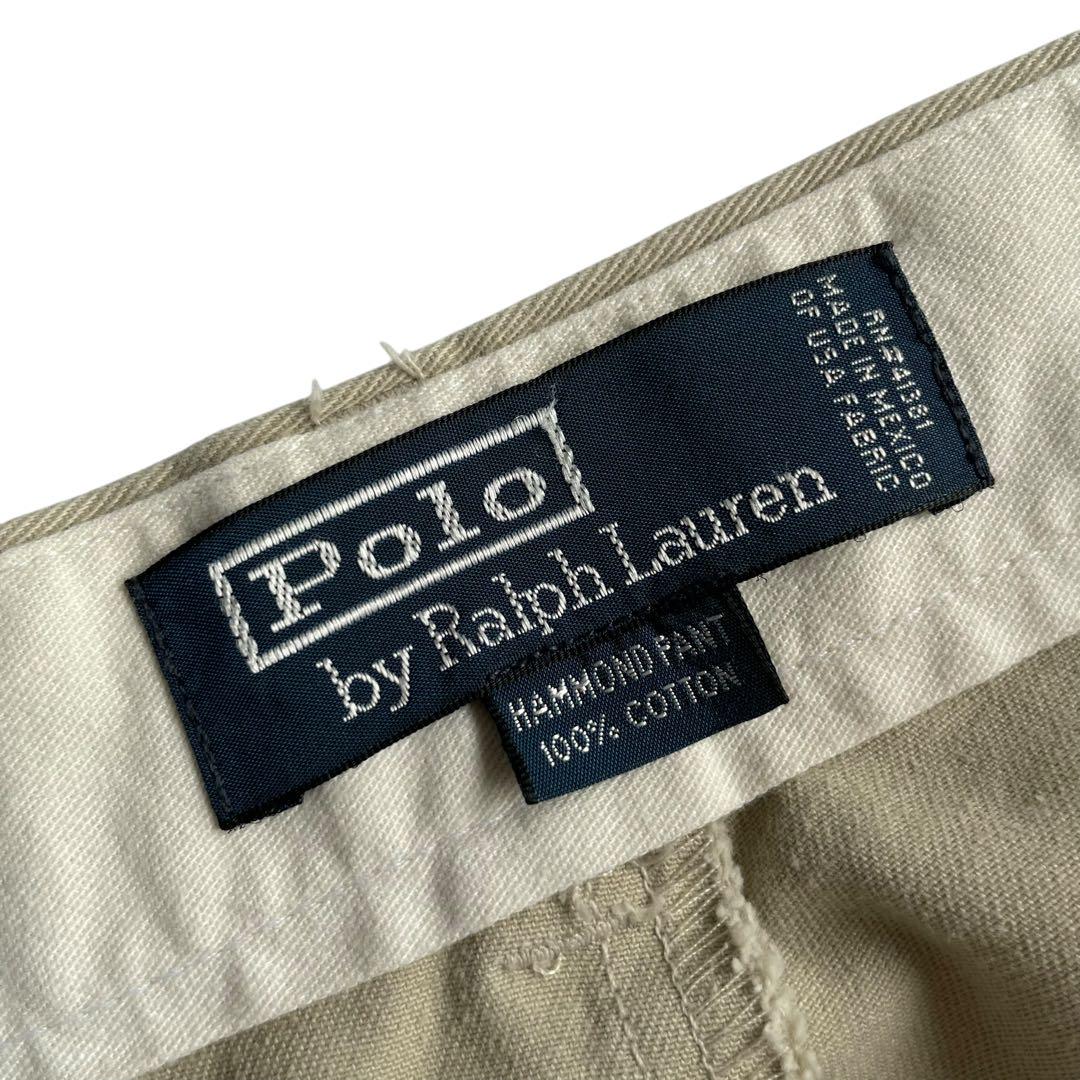 Polo
by Ralph Lauren
RN#41381
MADE IN MEXICO
OF USA FABRIC
HAMMOND PANT
100% COTTON